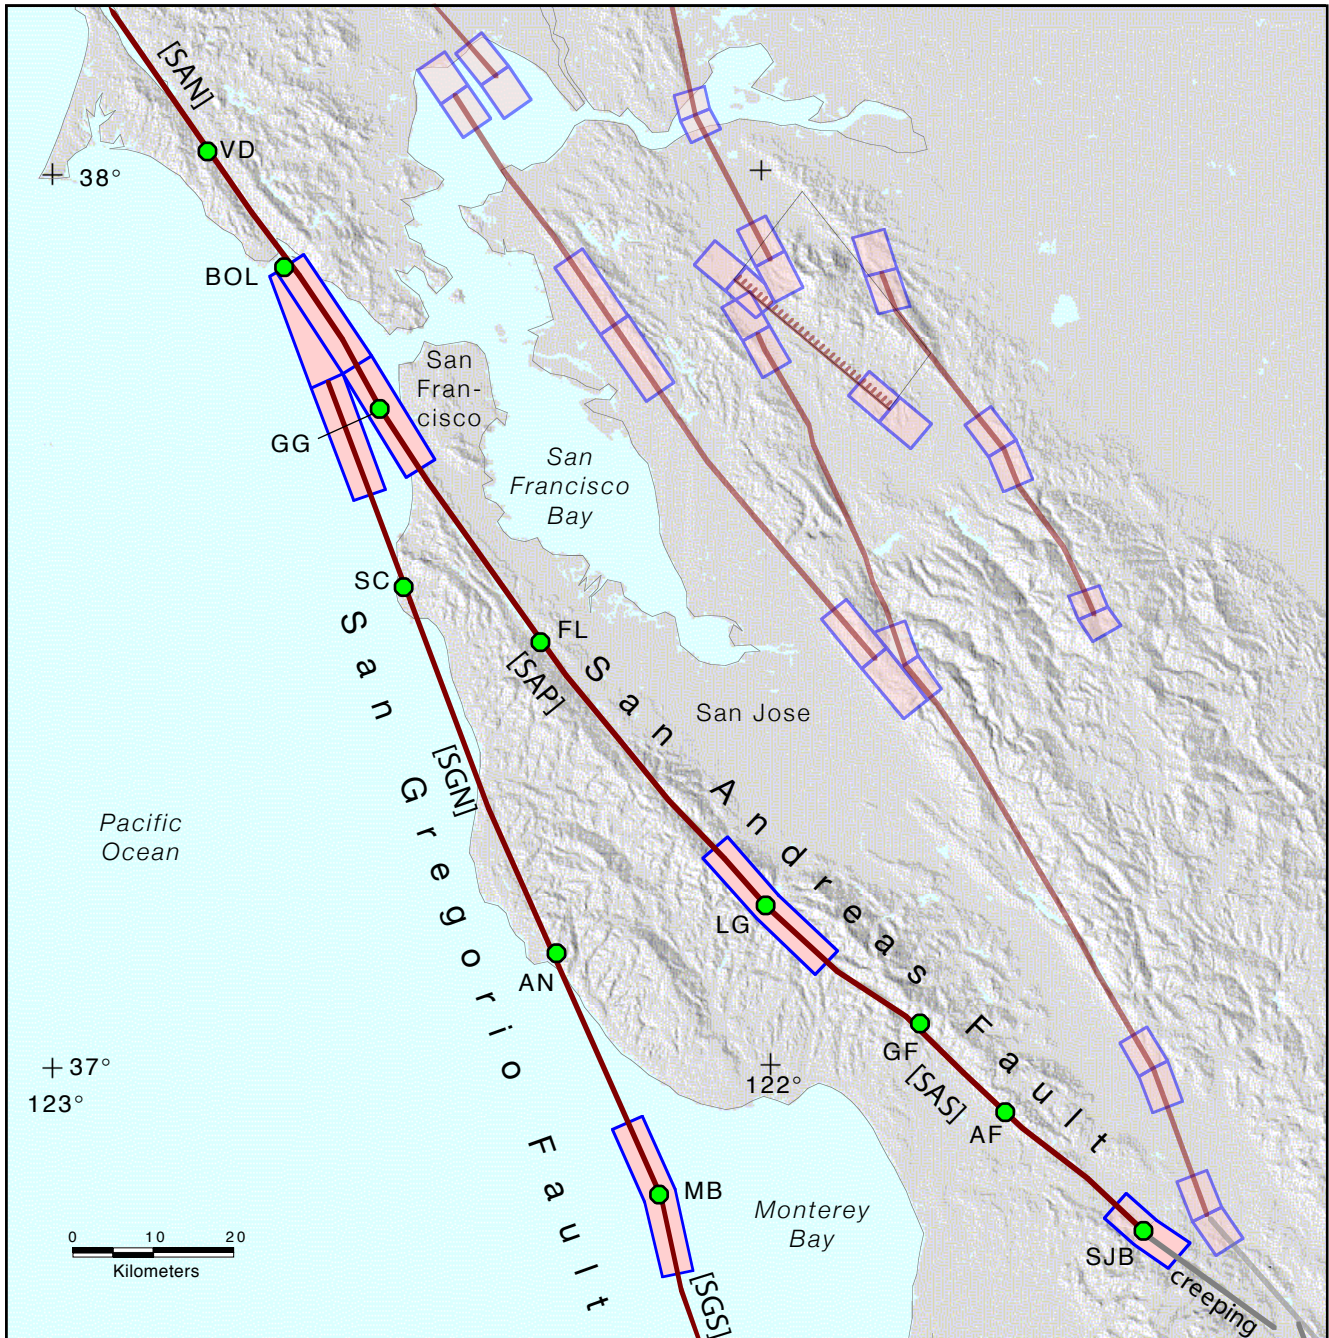 [SAN]
VD
38°
BOL
San
Fran-
cisco
GG
San
Francisco
Bay
SC
FL
[SAP]
San Jose
San Gregorio Fault
San Andreas Fault
[SGN]
Pacific
Ocean
LG
AN
GF
[SAS]
37°
123°
122°
AF
MB
Monterey
Bay
SJB
creeping
[SGS]
0 10 20
Kilometers